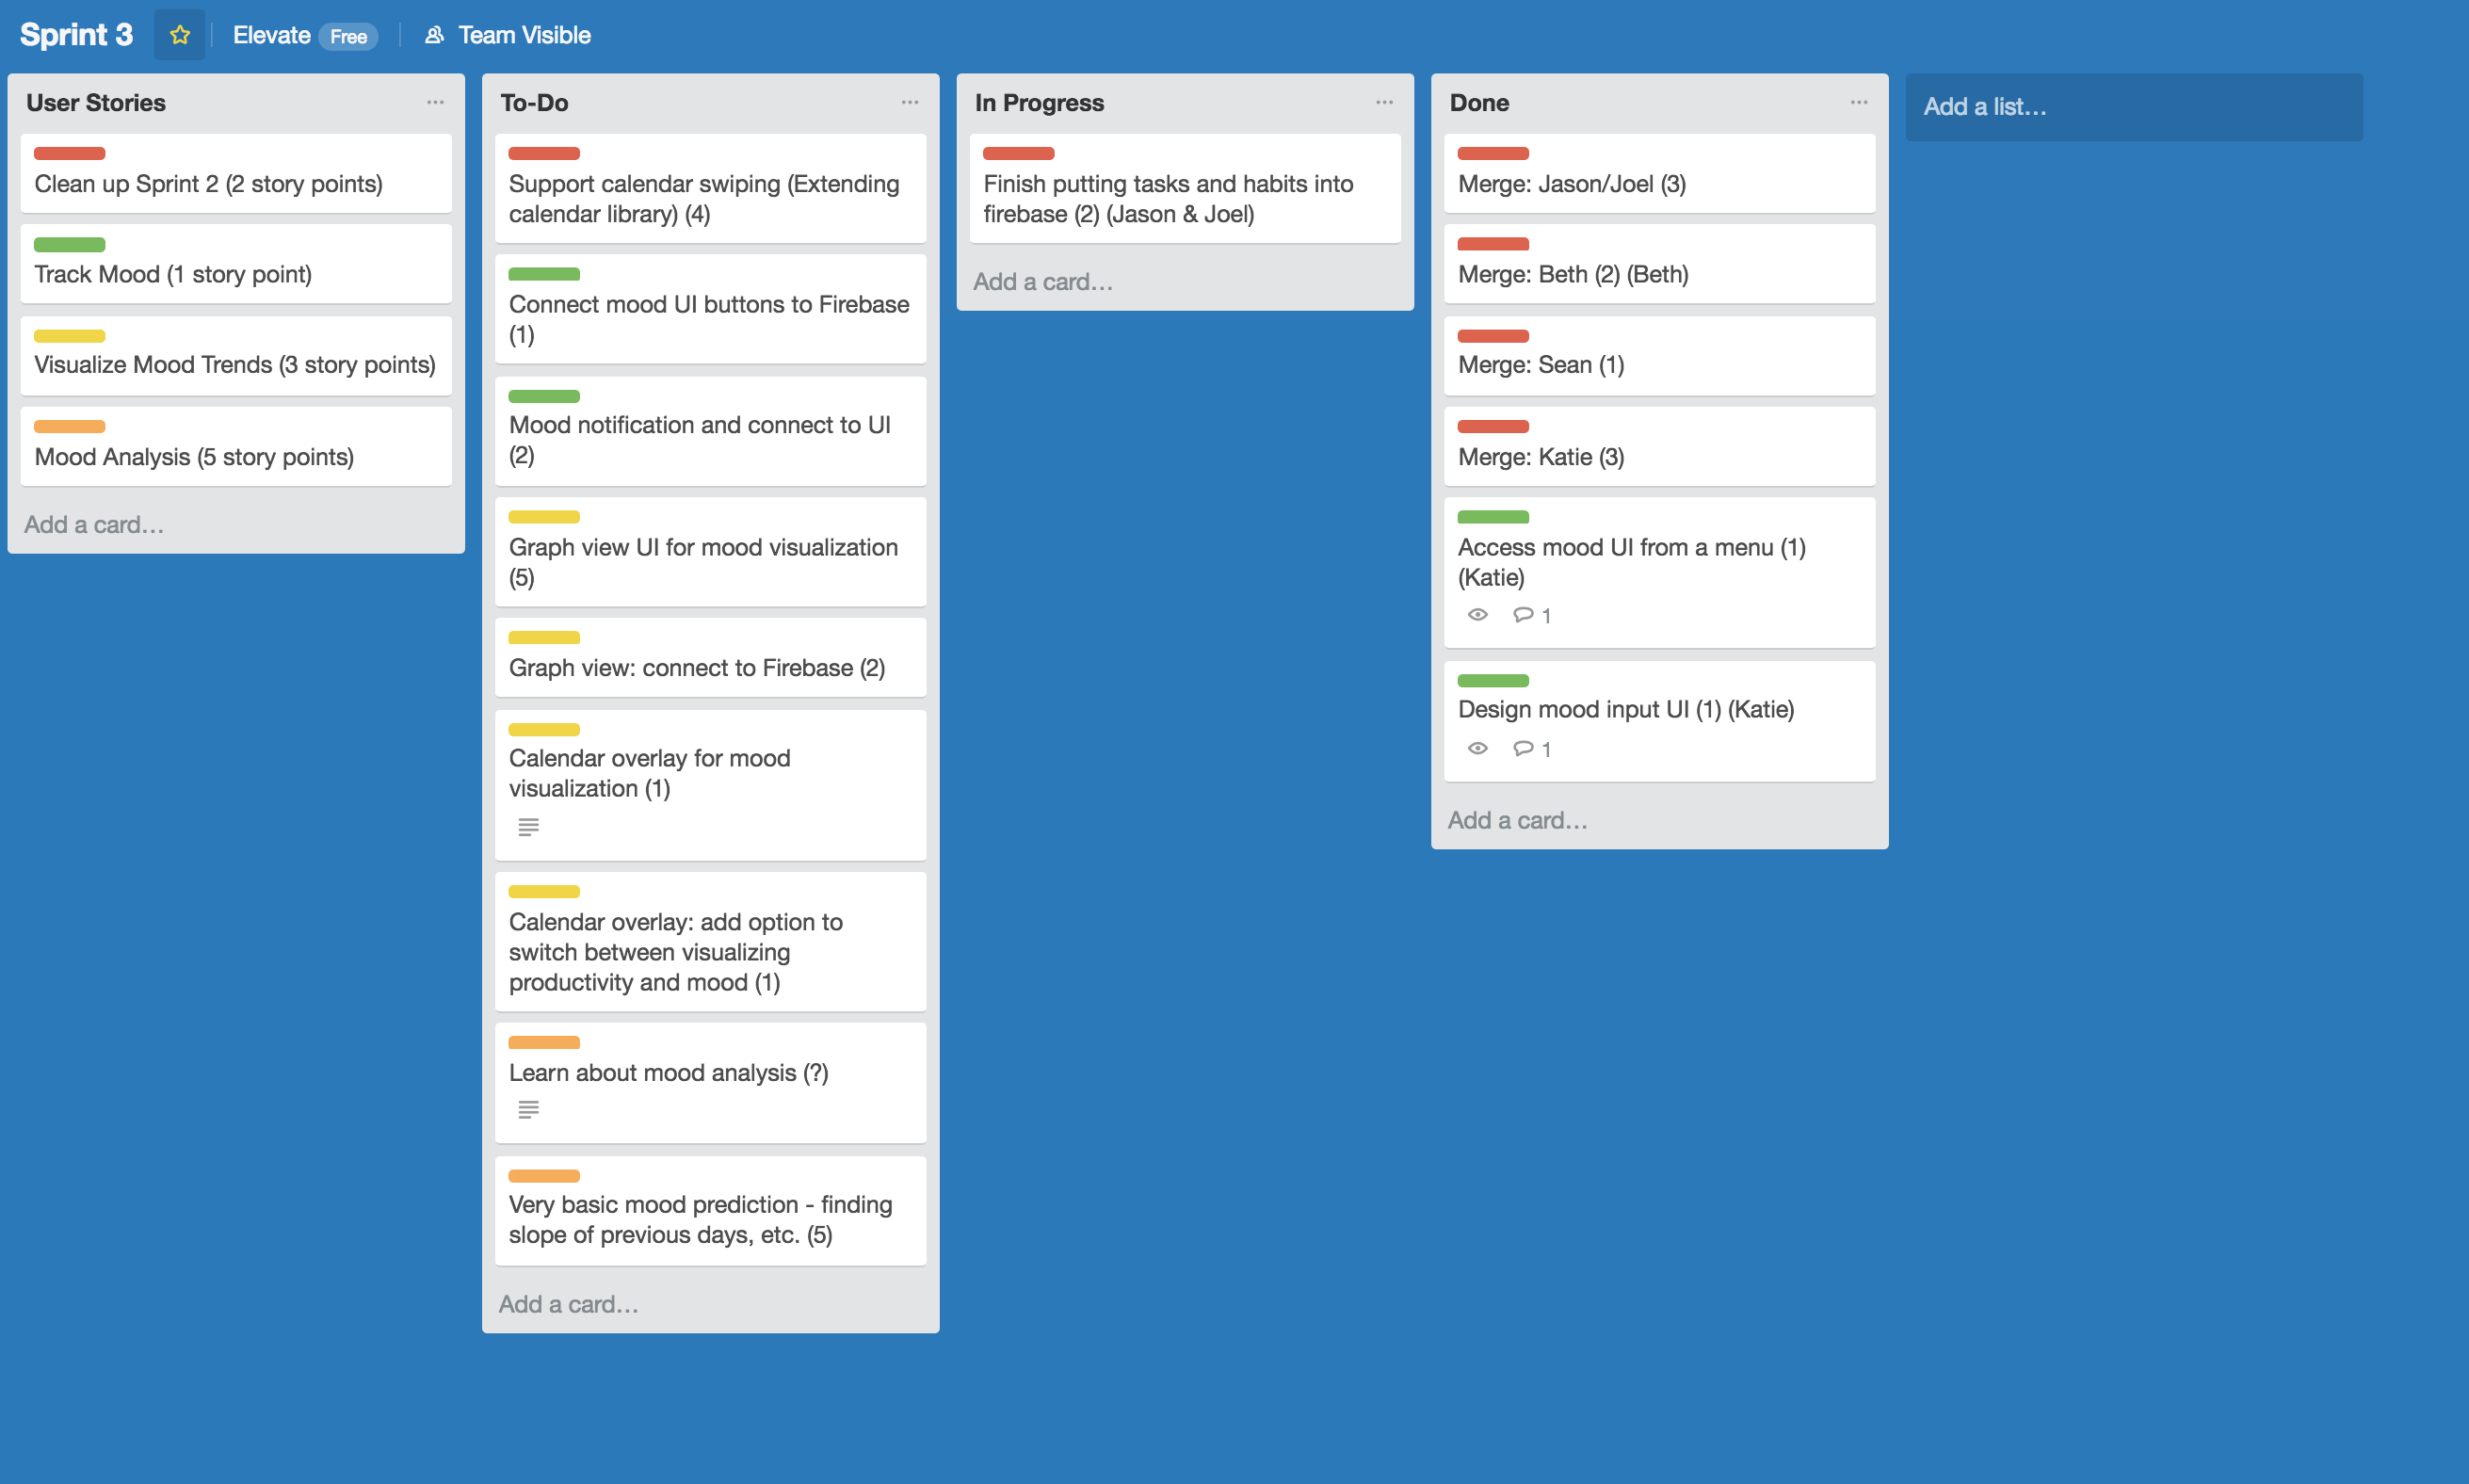 Sprint 3
Elevate Free
Team Visible
User Stories
Clean up Sprint 2 (2 story points)
Track Mood (1 story point)
Visualize Mood Trends (3 story points)
Mood Analysis (5 story points)
Add a card…
To-Do
Support calendar swiping (Extending
calendar library) (4)
Connect mood UI buttons to Firebase
(1)
Mood notification and connect to UI
(2)
Graph view UI for mood visualization
(5)
Graph view: connect to Firebase (2)
Calendar overlay for mood
visualization (1)
Calendar overlay: add option to
switch between visualizing
productivity and mood (1)
Learn about mood analysis (?)
Very basic mood prediction - finding
slope of previous days, etc. (5)
Add a card…
In Progress
Finish putting tasks and habits into
firebase (2) (Jason & Joel)
Add a card…
Done
Merge: Jason/Joel (3)
Merge: Beth (2) (Beth)
Merge: Sean (1)
Merge: Katie (3)
Access mood UI from a menu (1)
(Katie)
1
Design mood input UI (1) (Katie)
1
Add a card…
Add a list…